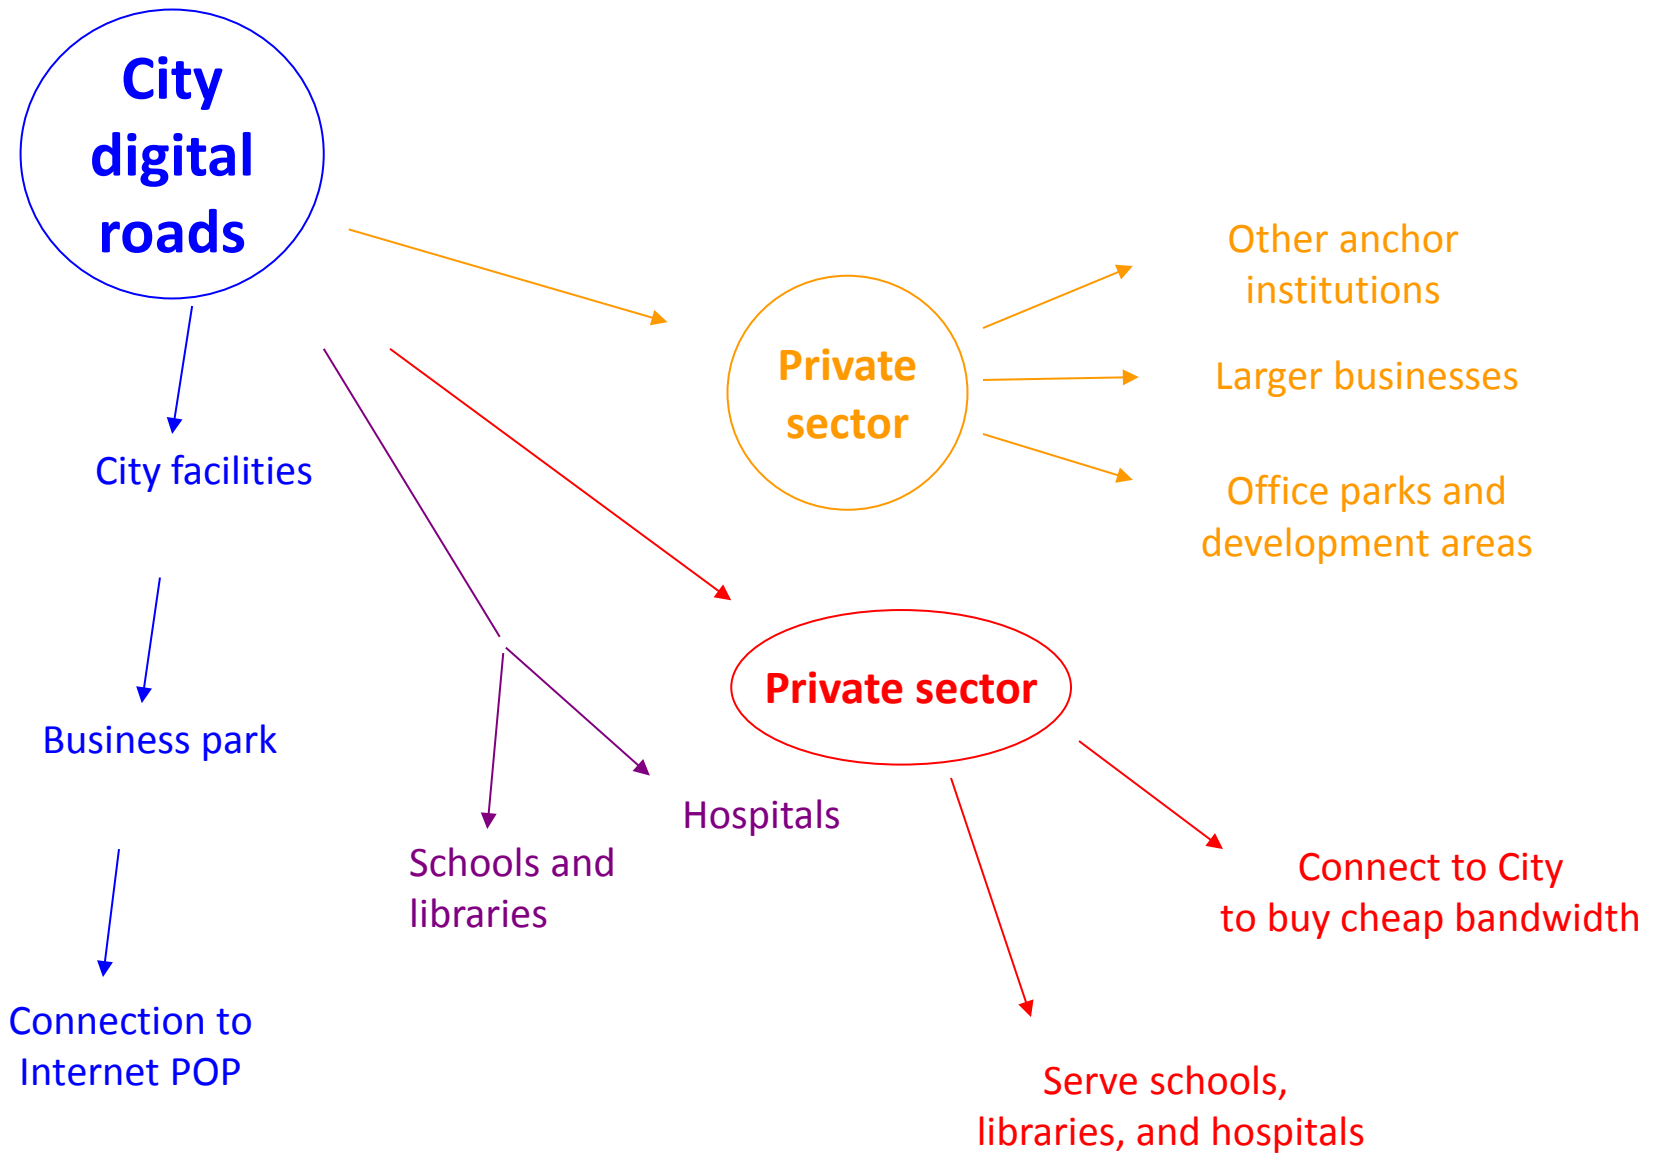 City
digital
roads
Other anchor
institutions
Private
sector
Larger businesses
City facilities
Office parks and
development areas
Private sector
Business park
Hospitals
Schools and
libraries
Connect to City
to buy cheap bandwidth
Connection to
Internet POP
Serve schools,
libraries, and hospitals